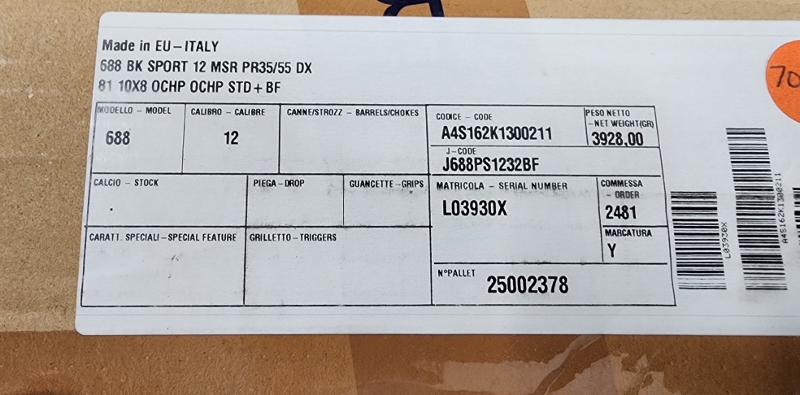 Made in EU-ITALY
688 BK SPORT 12 MSR PR35/55 DX
81 10X8 OCHP OCHP STD+BF
MODELLO - MODEL
688
CALIBRO - CALIBRE
12
CANNE/STROZZ - BARRELS/CHOKES
CODICE - CODE
A4S162K1300211
PESO NETTO
-NET WEIGHT(GR)
3928,00
J-CODE
J688PS1232BF
CALCIO - STOCK
PIEGA-DROP
GUANCETTE-GRIPS
MATRICOLA - SERIAL NUMBER
L03930X
COMMESSA
- ORDER
2481
CARATT. SPECIALI-SPECIAL FEATURE
GRILLETTO-TRIGGERS
MARCATURA
Y
N°PALLET
25002378
L03930X
A4S162K1300211
70